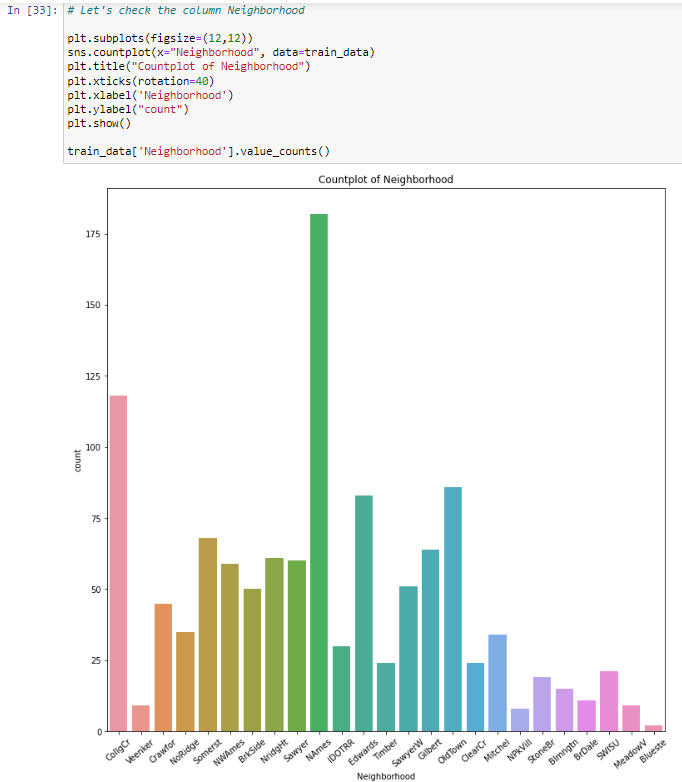 In [33]: # Let's check the column Neighborhood
plt.subplots(figsize=(12,12))
sns.countplot(x="Neighborhood", data=train_data)
plt.title("Countplot of Neighborhood")
plt.xticks(rotation=40)
plt.xlabel('Neighborhood')
plt.ylabel("count")
plt.show()
train_data['Neighborhood'].value_counts()
Countplot of Neighborhood
175
150
125
100
75
50
25
0
count
CollgCr
Veenker
Crawfor
NoRidge
Somerst
NWAmes
BrkSide
NridgHt
Sawyer
NAmes
IDOTRR
Edwards
Timber
SawyerW
Gilbert
OldTown
ClearCr
Mitchel
NPkVill
StoneBr
Blmngtn
BrDale
SWISU
MeadowV
Blueste
Neighborhood